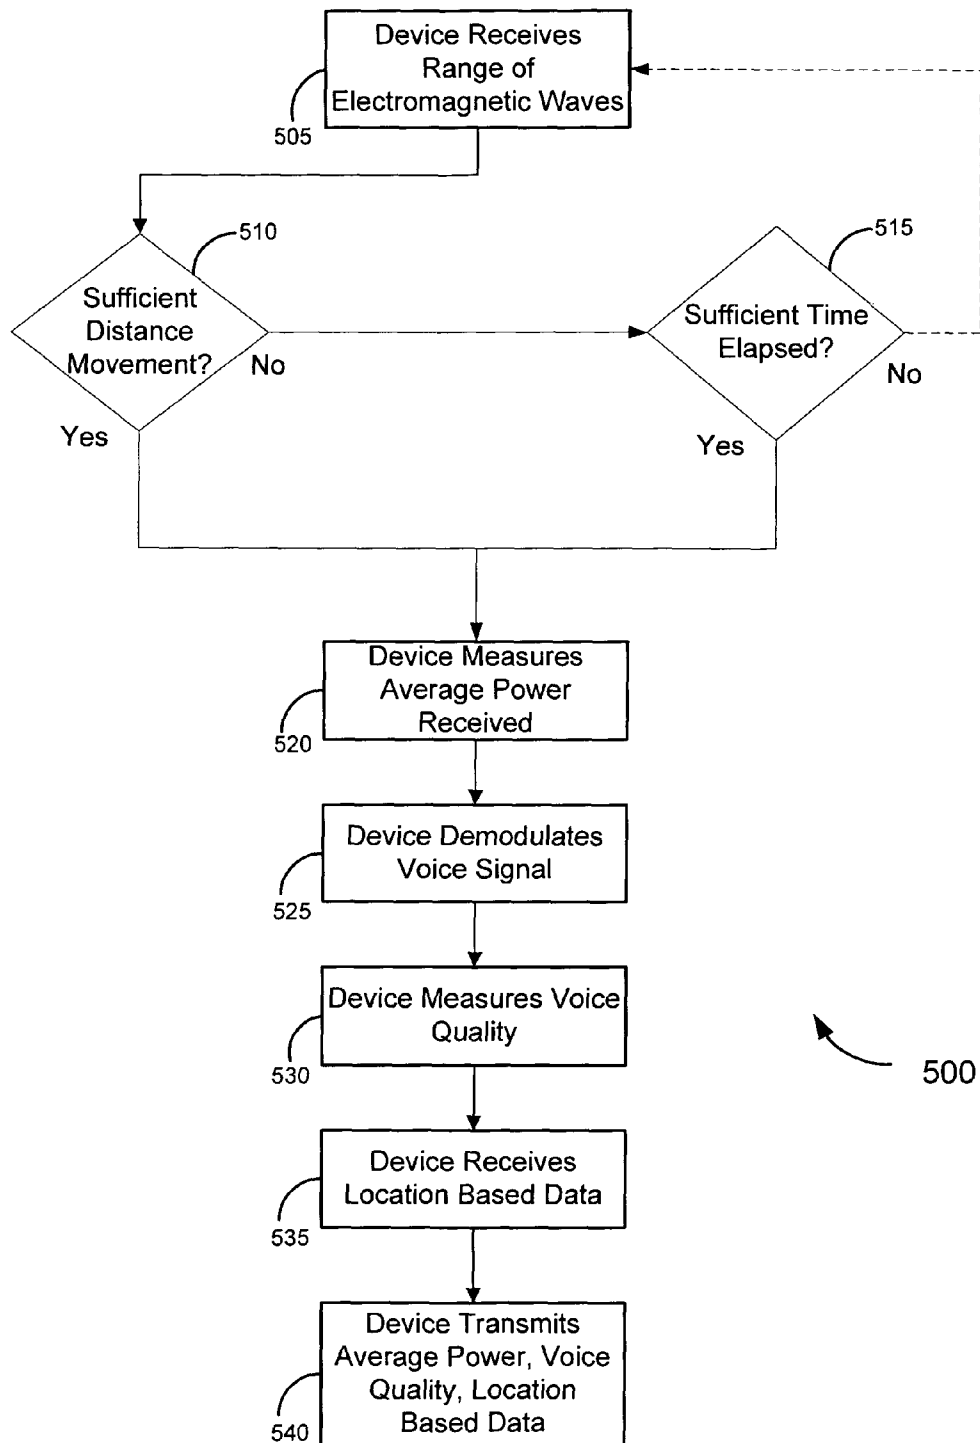 Device Receives
Range of
Electromagnetic Waves
505
510
515
Sufficient
Distance
Movement?
No
Sufficient Time
Elapsed?
No
Yes
Yes
Device Measures
Average Power
Received
520
Device Demodulates
Voice Signal
525
Device Measures Voice
Quality
530
500
Device Receives
Location Based Data
535
Device Transmits
Average Power, Voice
Quality, Location
Based Data
540